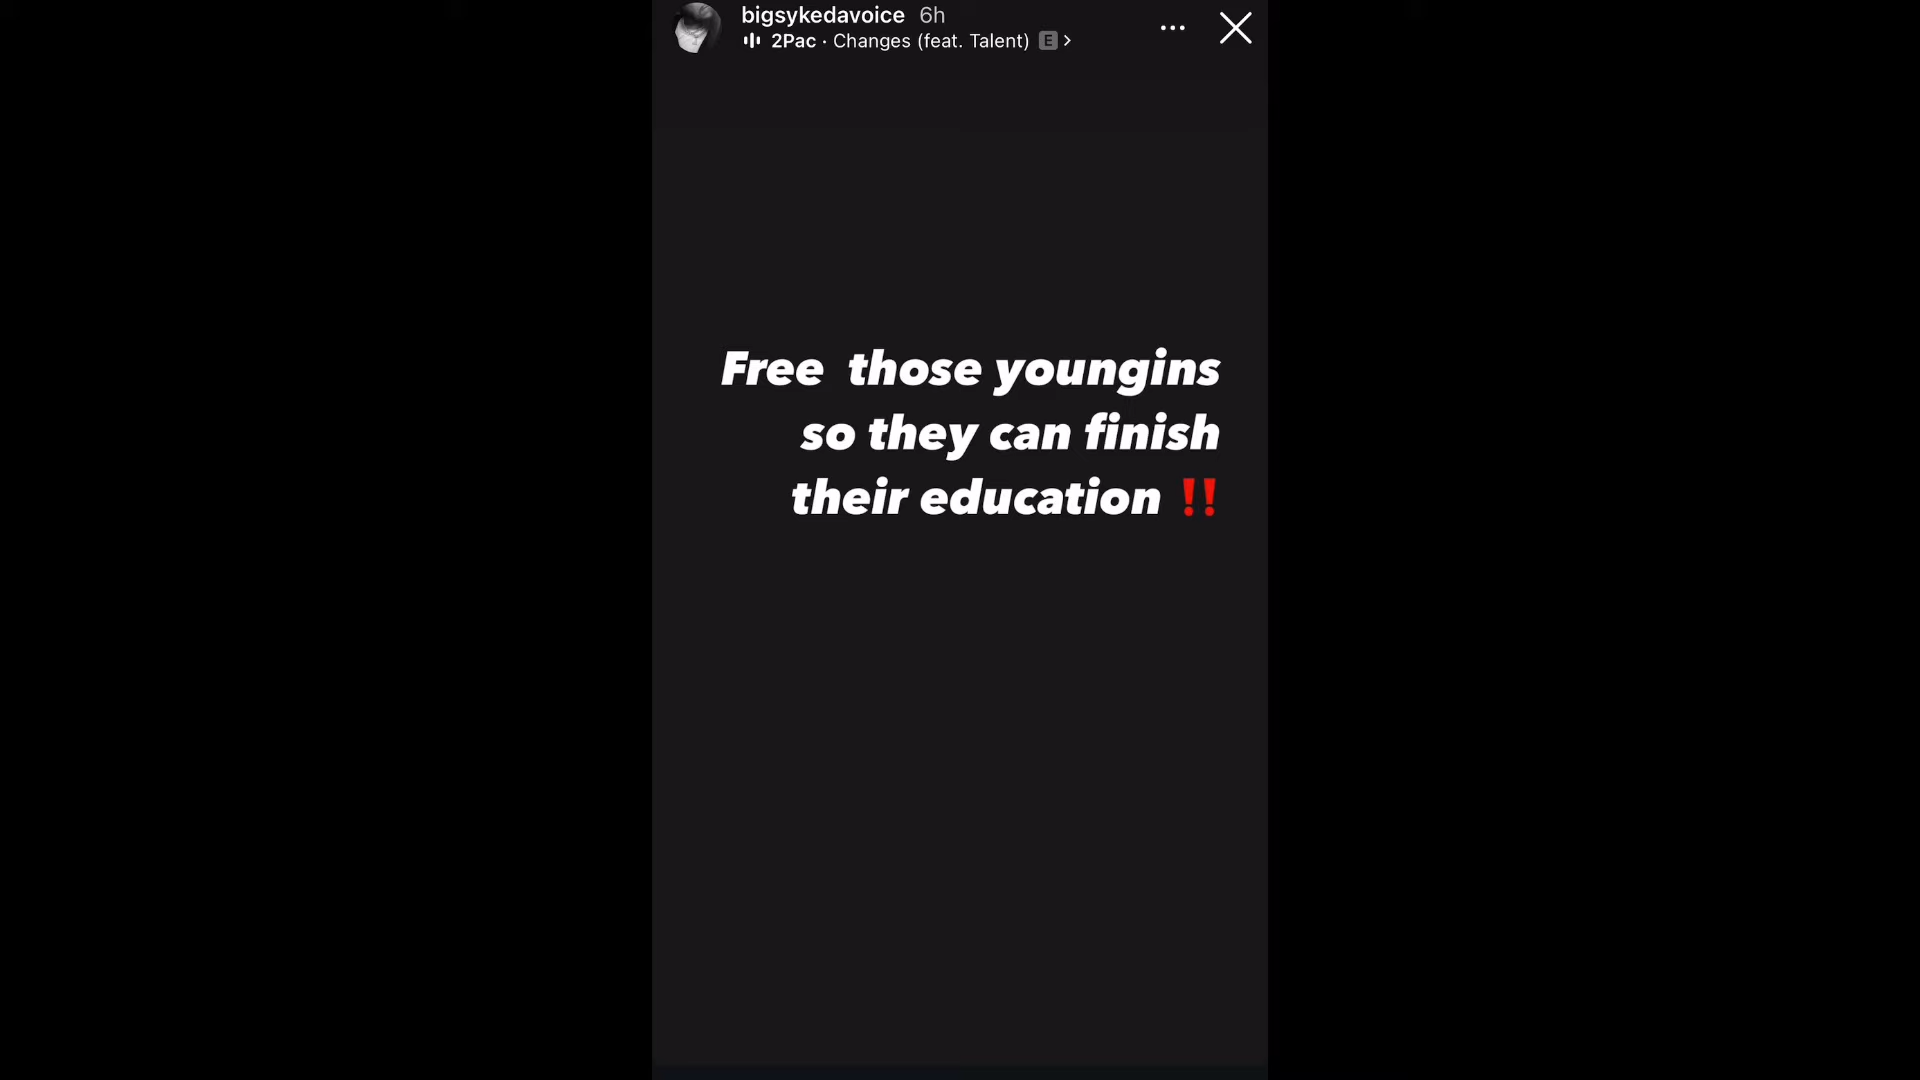 bigsykedavoice 6h
2Pac · Changes (feat. Talent) E >
Free those youngins
so they can finish
their education ‼️